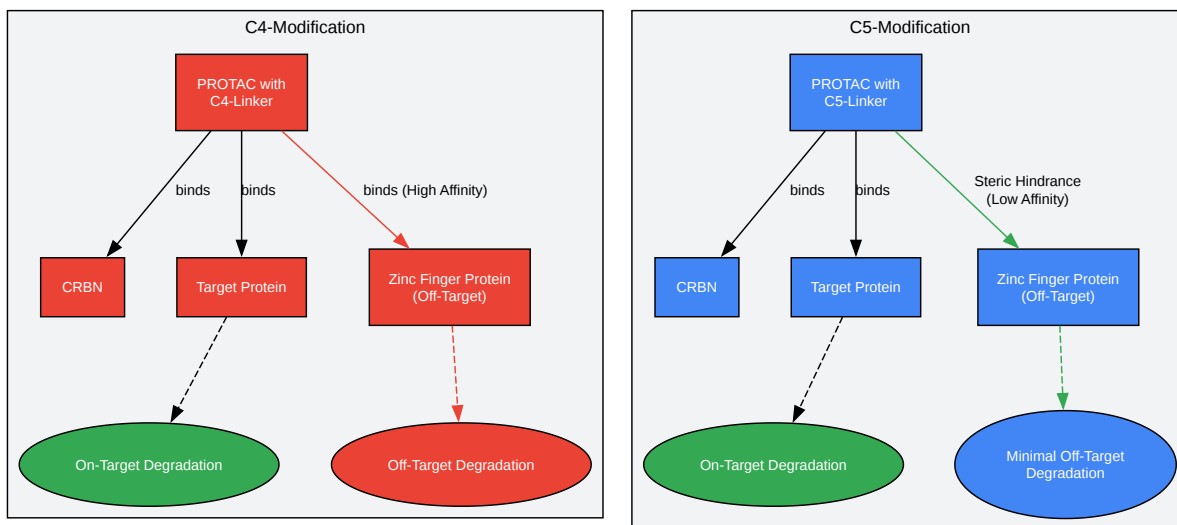 C4-Modification
PROTAC with
C4-Linker
binds
binds
binds (High Affinity)
CRBN
Target Protein
Zinc Finger Protein
(Off-Target)
On-Target Degradation
Off-Target Degradation
C5-Modification
PROTAC with
C5-Linker
binds
binds
Steric Hindrance
(Low Affinity)
CRBN
Target Protein
Zinc Finger Protein
(Off-Target)
On-Target Degradation
Minimal Off-Target
Degradation